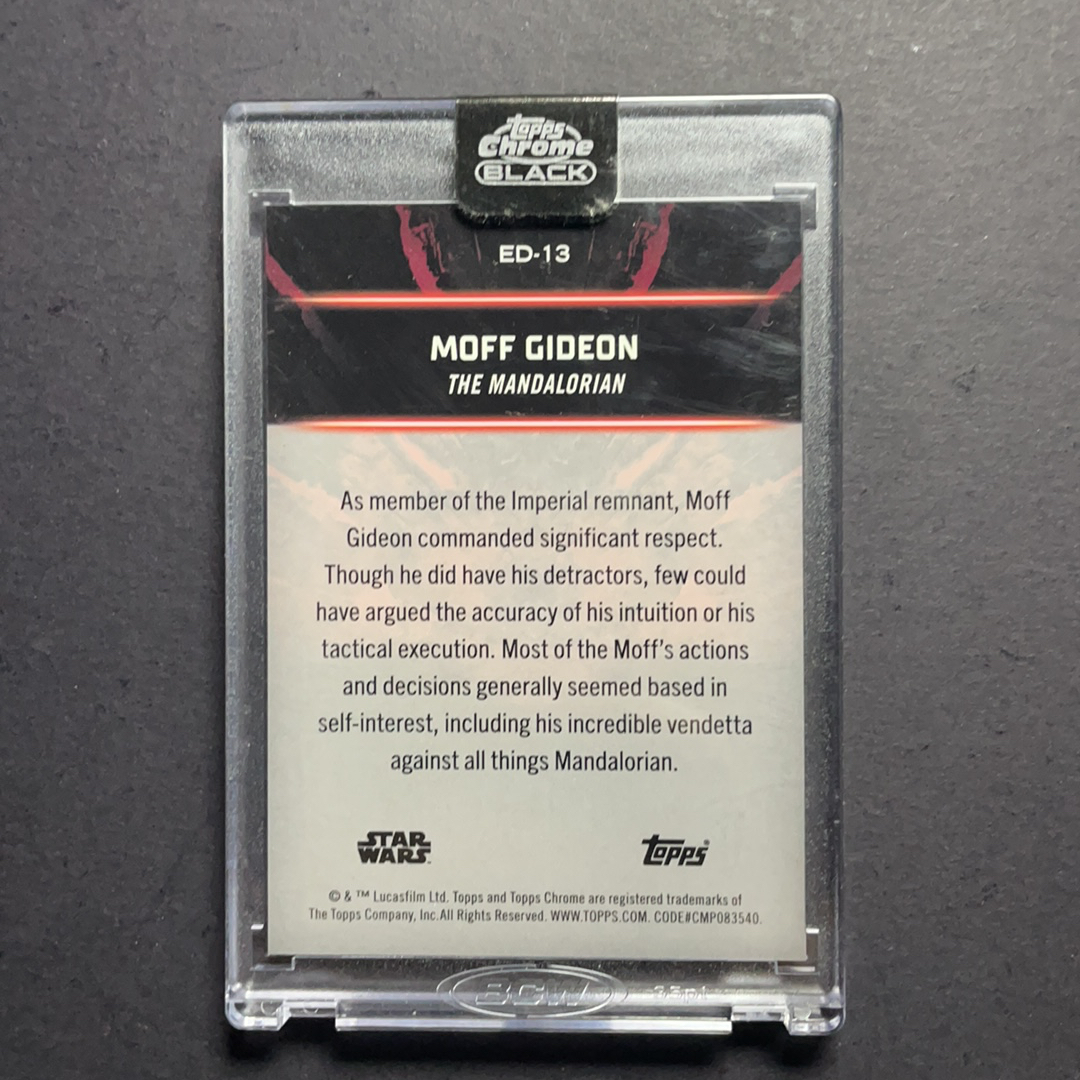 Topps
Chrome
BLACK
ED-13
MOFF GIDEON
THE MANDALORIAN
As member of the Imperial remnant, Moff
Gideon commanded significant respect.
Though he did have his detractors, few could
have argued the accuracy of his intuition or his
tactical execution. Most of the Moff's actions
and decisions generally seemed based in
self-interest, including his incredible vendetta
against all things Mandalorian.
STAR
WARS
Topps®
© & ™ Lucasfilm Ltd. Topps and Topps Chrome are registered trademarks of
The Topps Company, Inc.All Rights Reserved. WWW.TOPPS.COM. CODE#CMP083540.
BCW 35pt